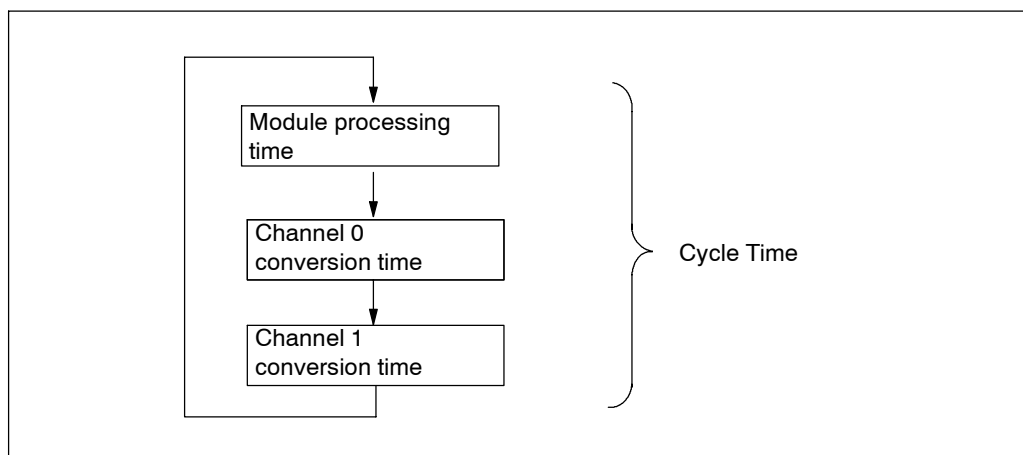 Module processing
time
Channel 0
conversion time
Channel 1
conversion time
Cycle Time